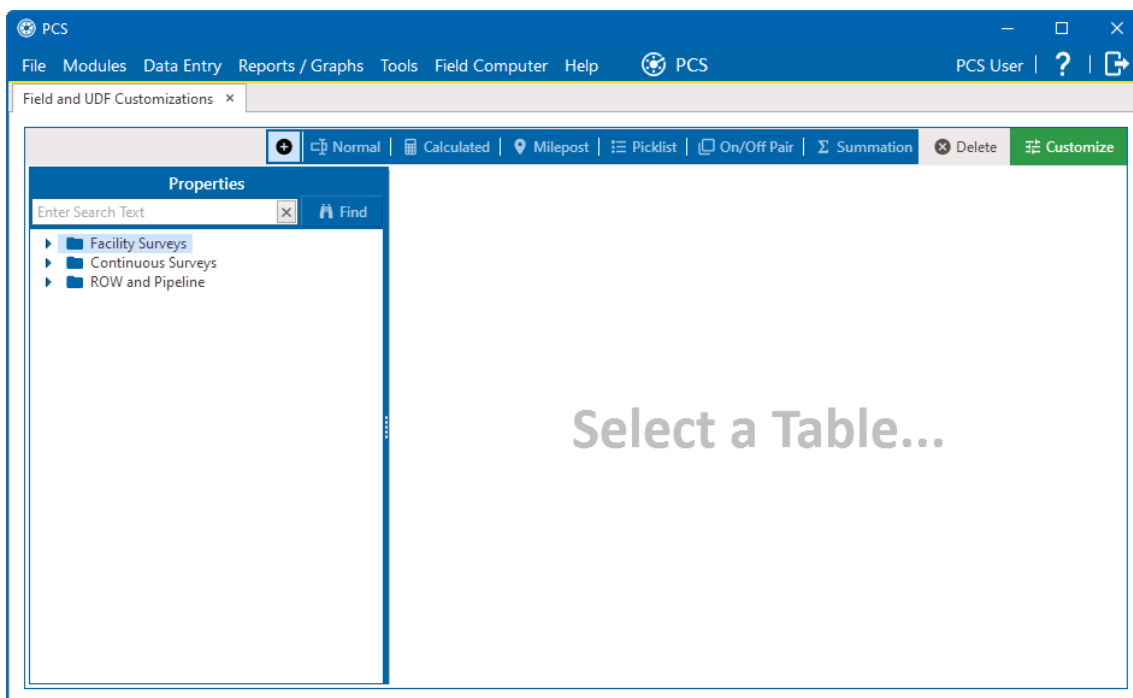 PCS
File Modules Data Entry Reports / Graphs Tools Field Computer Help PCS PCS User | ? |
Field and UDF Customizations ×
Normal | Calculated | Milepost | Picklist | On/Off Pair | Σ Summation Delete Customize
Properties
Enter Search Text Find
Facility Surveys
Continuous Surveys
ROW and Pipeline
Select a Table...